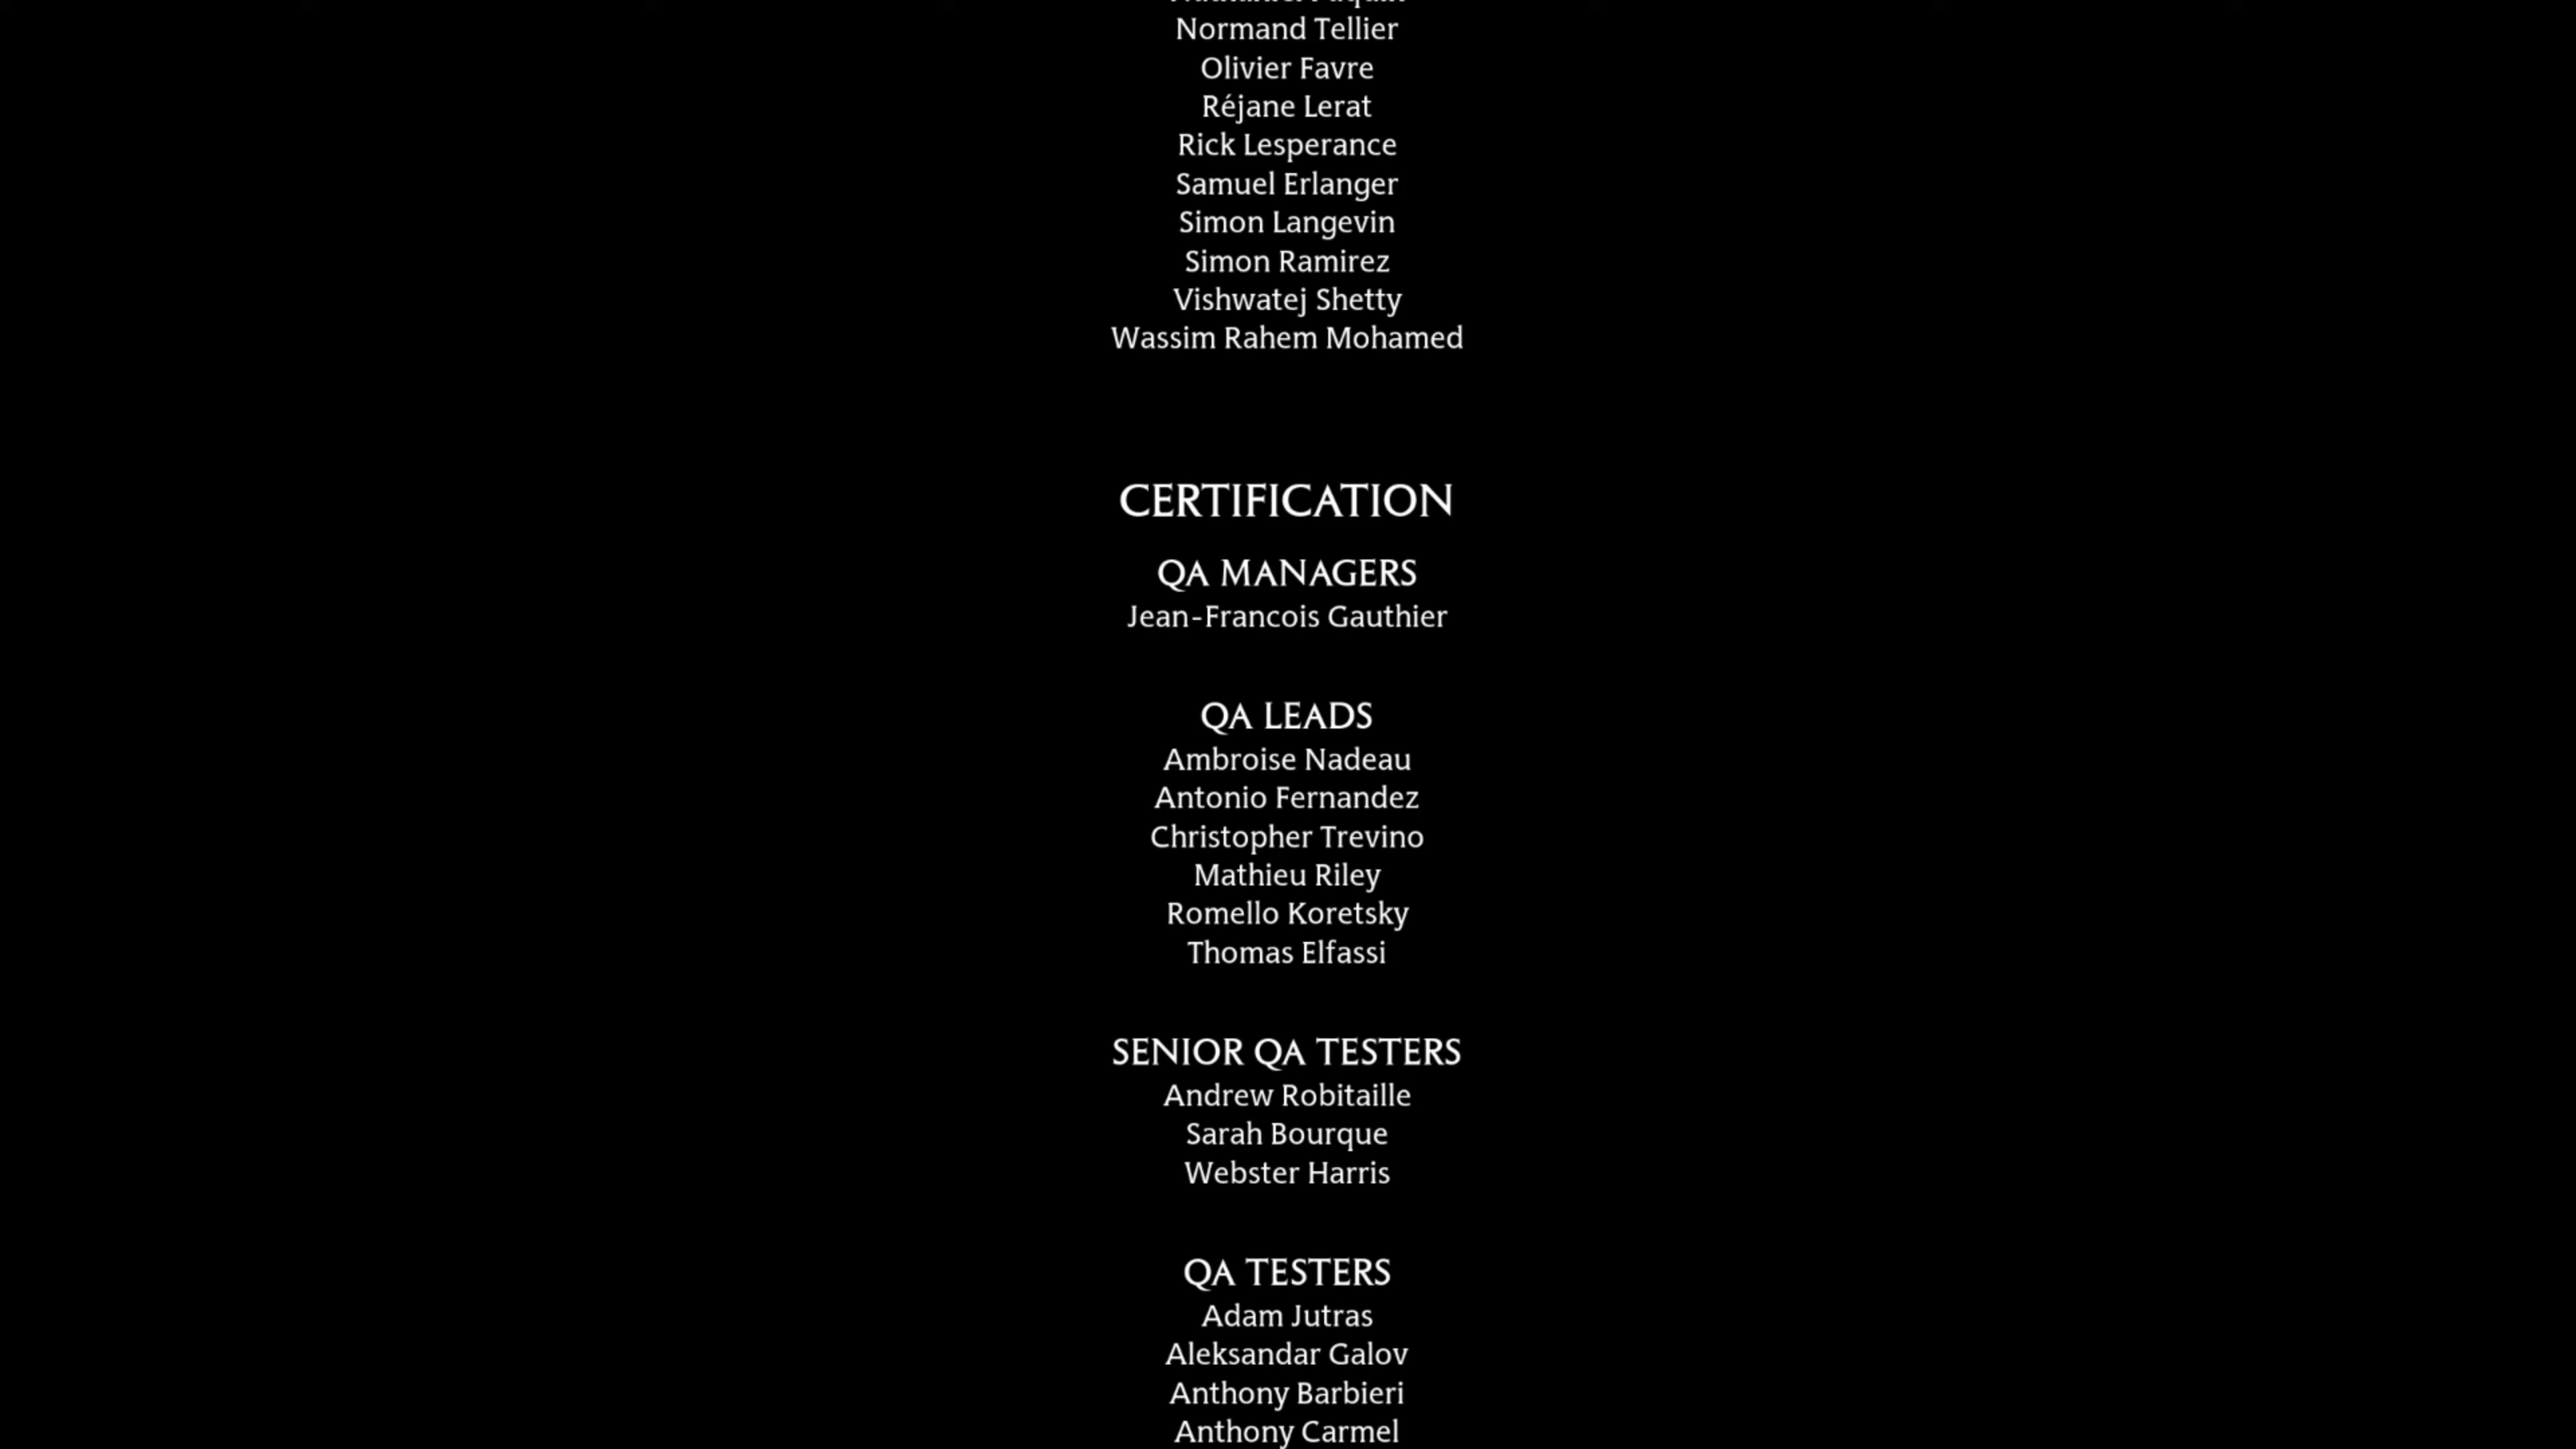 Normand Tellier
Olivier Favre
Réjane Lerat
Rick Lesperance
Samuel Erlanger
Simon Langevin
Simon Ramirez
Vishwatej Shetty
Wassim Rahem Mohamed
CERTIFICATION
QA MANAGERS
Jean-Francois Gauthier
QA LEADS
Ambroise Nadeau
Antonio Fernandez
Christopher Trevino
Mathieu Riley
Romello Koretsky
Thomas Elfassi
SENIOR QA TESTERS
Andrew Robitaille
Sarah Bourque
Webster Harris
QA TESTERS
Adam Jutras
Aleksandar Galov
Anthony Barbieri
Anthony Carmel